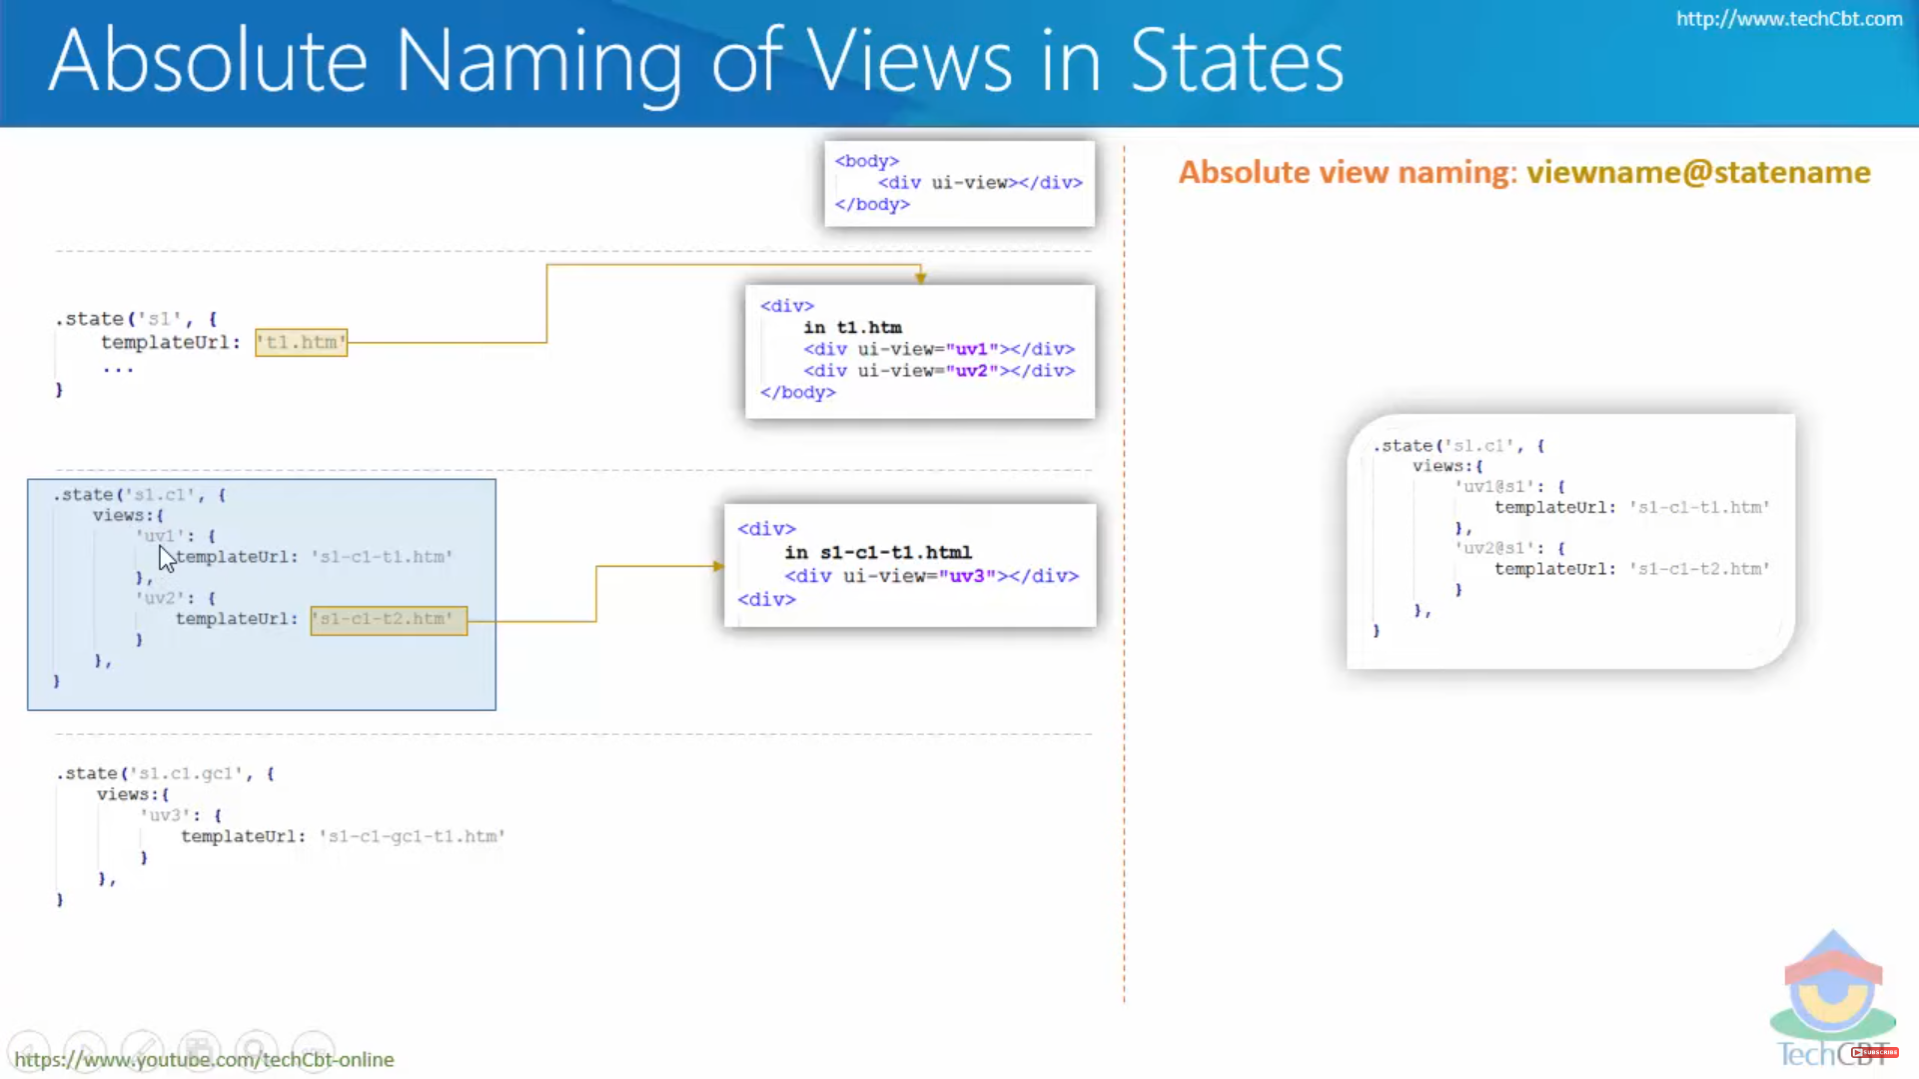 http://www.techCbt.com
Absolute Naming of Views in States
<body>
<div ui-view></div>
</body>
.state('s1', {
templateUrl: 't1.htm'
...
}
<div>
in t1.htm
<div ui-view="uv1"></div>
<div ui-view="uv2"></div>
</body>
.state('s1.c1', {
views:{
'uv1': {
templateUrl: 's1-c1-t1.htm'
},
'uv2': {
templateUrl: 's1-c1-t2.htm'
}
},
}
<div>
in s1-c1-t1.html
<div ui-view="uv3"></div>
<div>
.state('s1.c1.gc1', {
views:{
'uv3': {
templateUrl: 's1-c1-gc1-t1.htm'
}
},
}
Absolute view naming: viewname@statename
.state('s1.c1', {
views:{
'uv1@s1': {
templateUrl: 's1-c1-t1.htm'
},
'uv2@s1': {
templateUrl: 's1-c1-t2.htm'
}
},
}
https://www.youtube.com/techCbt-online
TechCBT
SUBSCRIBE